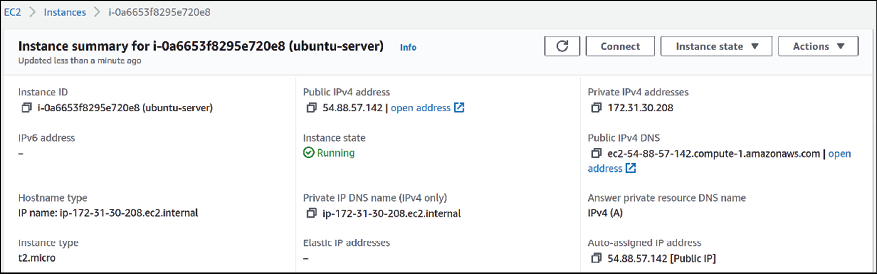 EC2 > Instances > i-0a6653f8295e720e8
Instance summary for i-0a6653f8295e720e8 (ubuntu-server) Info
Connect Instance state Actions
Updated less than a minute ago
Instance ID
i-0a6653f8295e720e8 (ubuntu-server)
Public IPv4 address
54.88.57.142 | open address
Private IPv4 addresses
172.31.30.208
IPv6 address
–
Instance state
Running
Public IPv4 DNS
ec2-54-88-57-142.compute-1.amazonaws.com | open
address
Hostname type
IP name: ip-172-31-30-208.ec2.internal
Private IP DNS name (IPv4 only)
ip-172-31-30-208.ec2.internal
Answer private resource DNS name
IPv4 (A)
Instance type
t2.micro
Elastic IP addresses
–
Auto-assigned IP address
54.88.57.142 [Public IP]